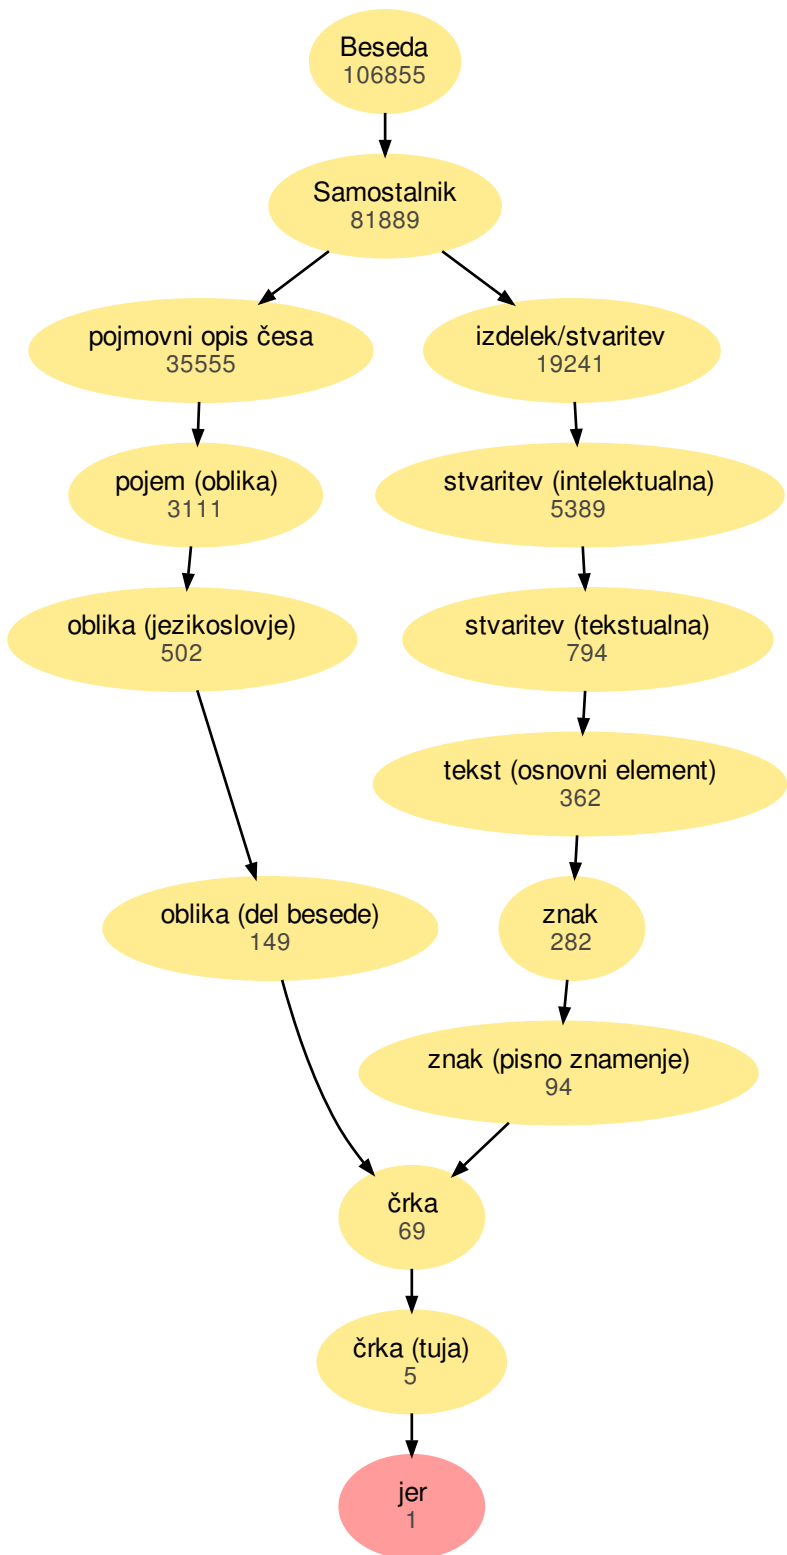 Beseda
106855
Samostalnik
81889
pojmovni opis česa
35555
izdelek/stvaritev
19241
pojem (oblika)
3111
stvaritev (intelektualna)
5389
oblika (jezikoslovje)
502
stvaritev (tekstualna)
794
tekst (osnovni element)
362
oblika (del besede)
149
znak
282
znak (pisno znamenje)
94
črka
69
črka (tuja)
5
jer
1